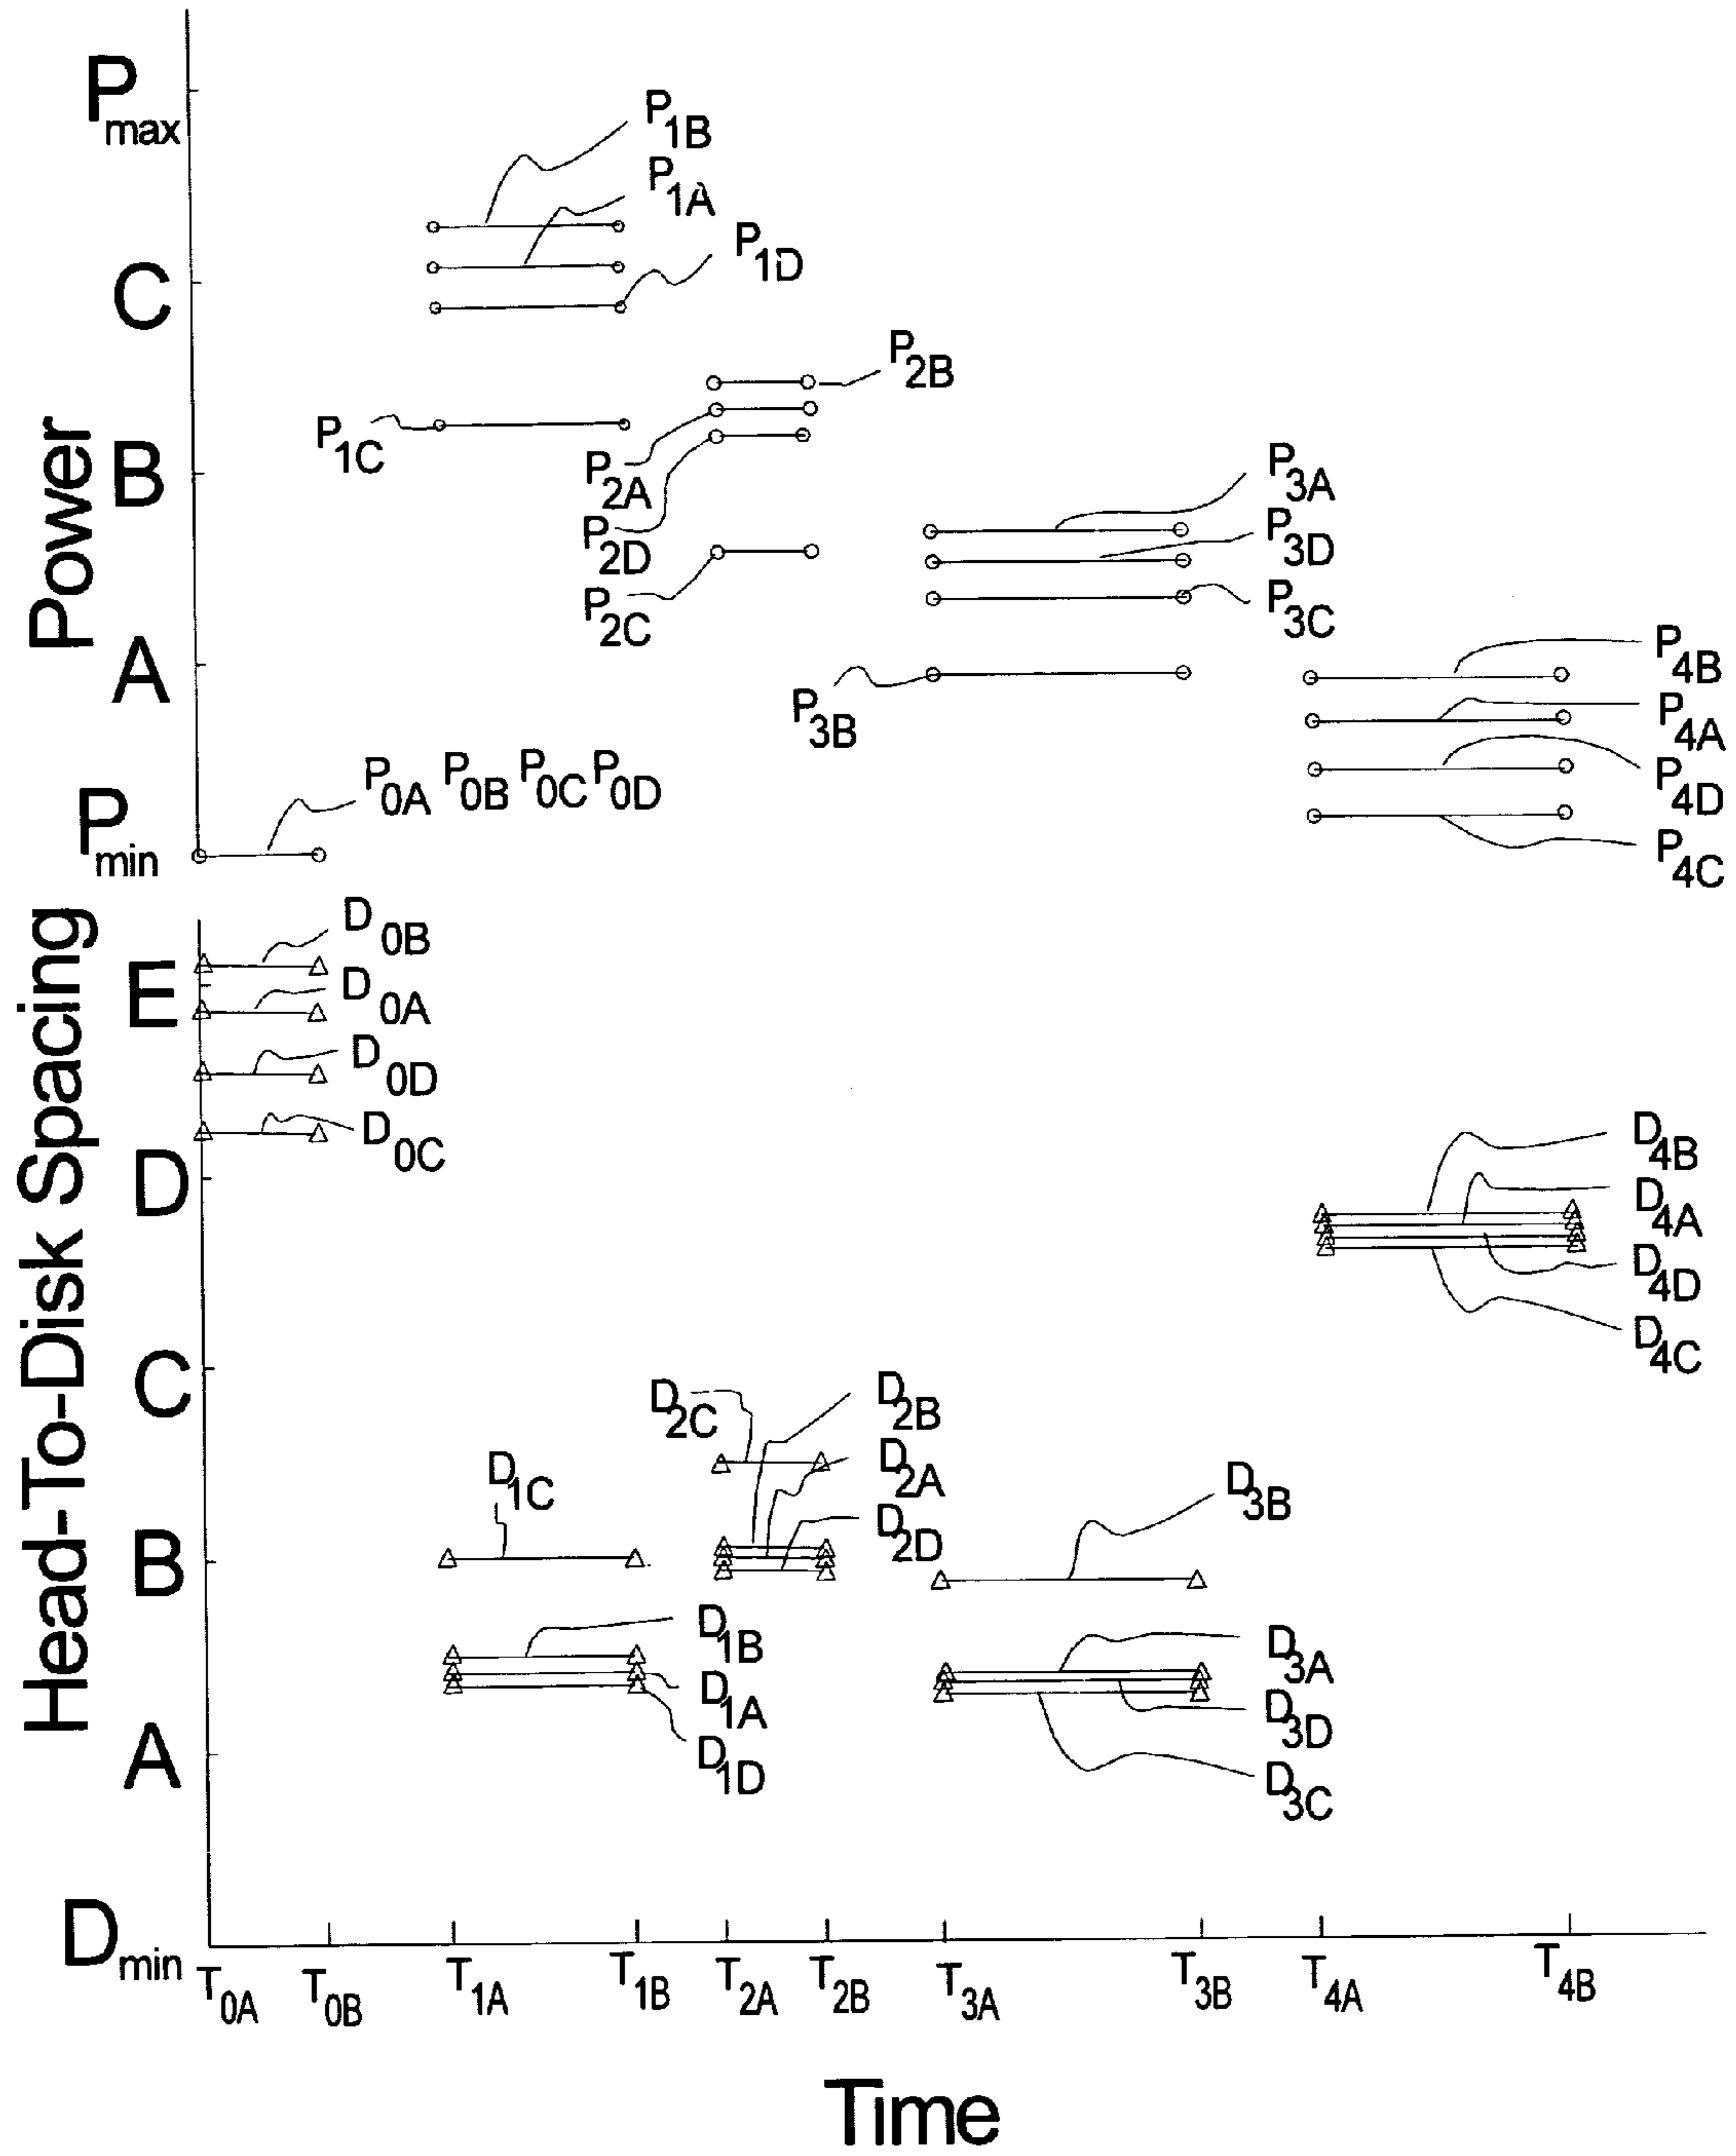 Pmax
P1B
P1A
P1D
C
P2B
P1C
B
P2A
P3A
P2D
P3D
P2C
P3C
A
P4B
P3B
P4A
P0A P0B P0C P0D
P4D
Pmin
P4C
Power
D0B
E
D0A
D0D
D0C
D4B
D
D4A
D4D
D4C
C
D2C
D2B
D2A
D1C
D3B
D2D
B
D1B
D3A
D1A
D3D
D1D
A
D3C
Head-To-Disk Spacing
Dmin
T0A T0B T1A T1B T2A T2B T3A T3B T4A T4B
Time